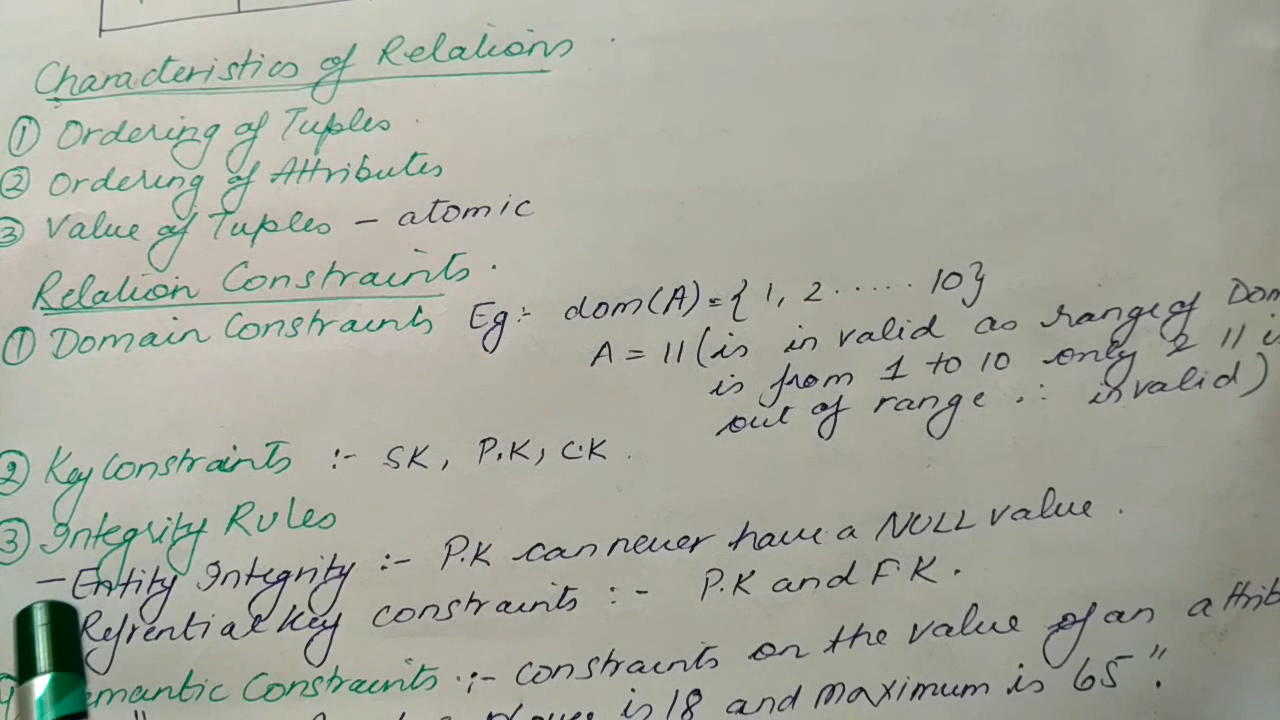 Characteristics of Relations
① Ordering of Tuples
② Ordering of Attributes
③ Value of Tuples - atomic
Relation Constraints.
① Domain Constraints Eg:- dom(A)={1, 2 ...... 10}
A = 11 (is in valid as range of Dom
is from 1 to 10 only & 11 i
out of range ∴ invalid)
② Key Constraints :- SK, P.K, C.K.
③ Integrity Rules
- Entity Integrity :- P.K can never have a NULL value.
Refrential Key constraints :- P.K and F.K.
mantic Constraints :- constraints on the value of an attrib
is 18 and maximum is 65".